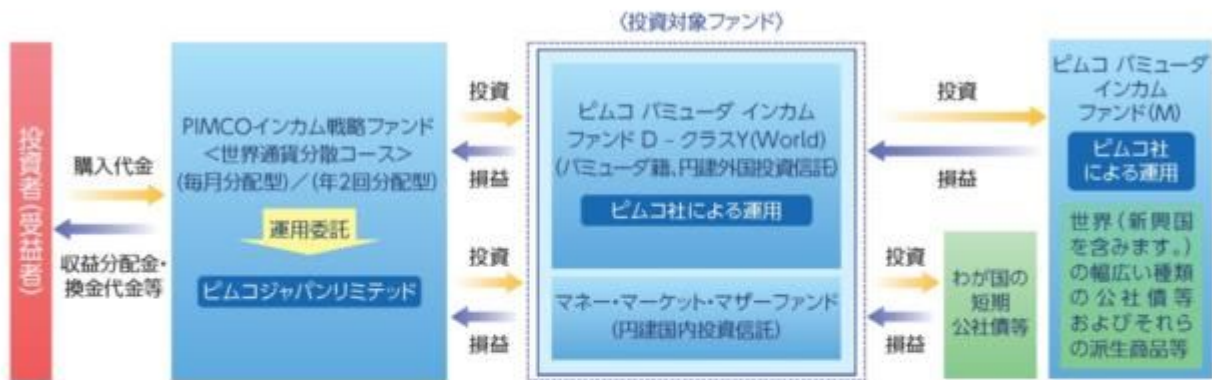 〈投資対象ファンド〉
投資者(受益者)
購入代金
収益分配金・
換金代金等
PIMCOインカム戦略ファンド
<世界通貨分散コース>
(毎月分配型)／(年2回分配型)
運用委託
ピムコジャパンリミテッド
投資
損益
投資
損益
ピムコ バミューダ インカム
ファンド D - クラスY(World)
(バミューダ籍、円建外国投資信託)
ピムコ社による運用
マネー・マーケット・マザーファンド
(円建国内投資信託)
投資
損益
投資
損益
わが国の
短期
公社債等
ピムコ バミューダ
インカム
ファンド(M)
ピムコ社
による運用
世界(新興国
を含みます。)
の幅広い種類
の公社債等
およびそれら
の派生商品等